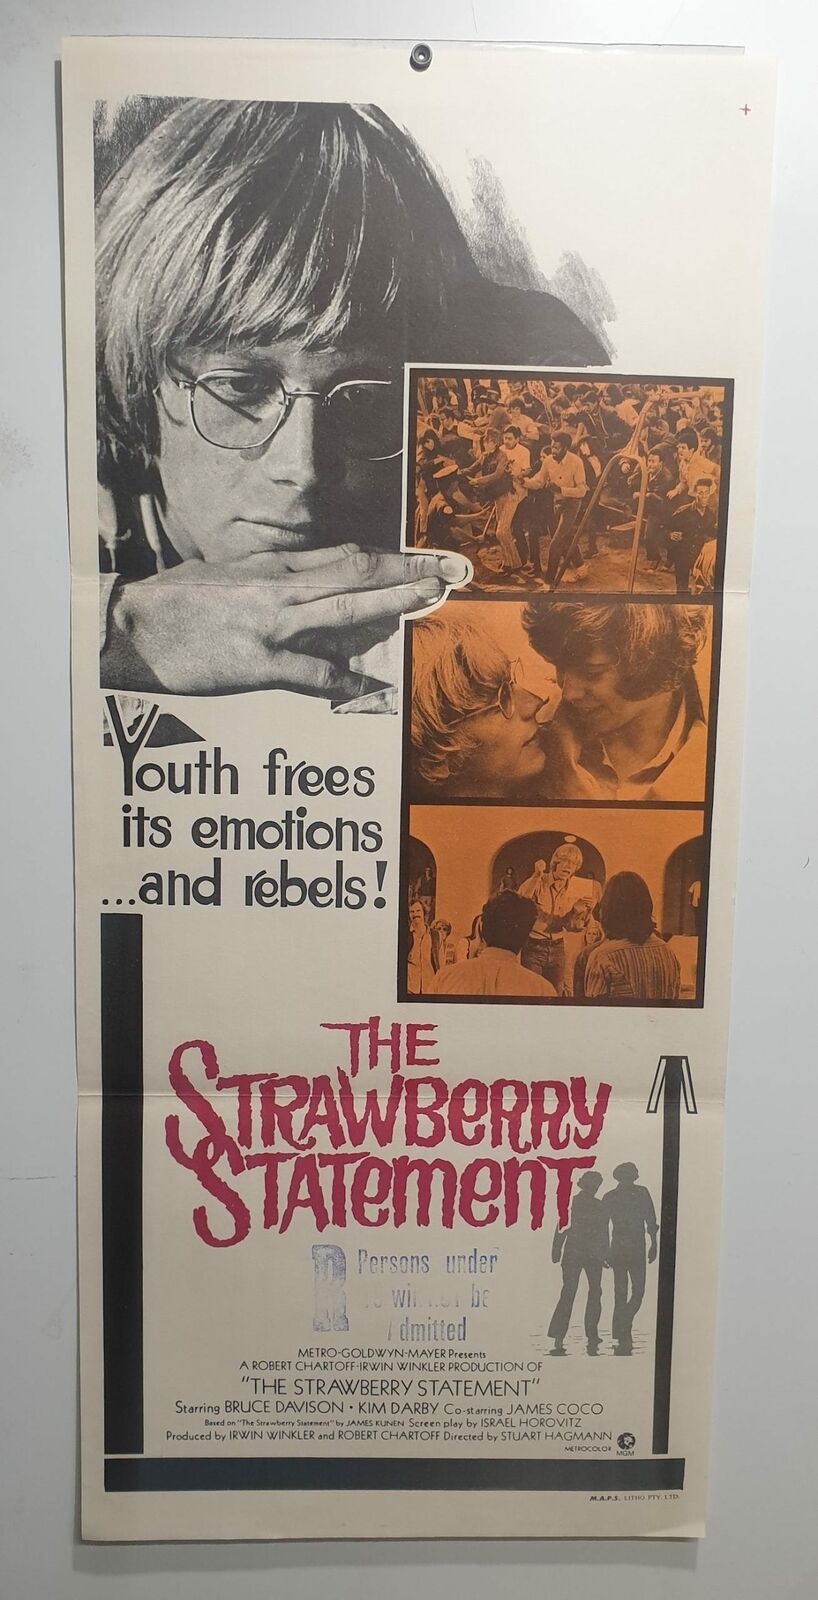 Youth frees
its emotions
...and rebels!
THE
STRAWBERRY
STATEMENT
R Persons under
be
Admitted
METRO-GOLDWYN-MAYER Presents
A ROBERT CHARTOFF-IRWIN WINKLER PRODUCTION OF
"THE STRAWBERRY STATEMENT"
Starring BRUCE DAVISON • KIM DARBY Co-starring JAMES COCO
Based on "The Strawberry Statement" by JAMES KUNEN Screen play by ISRAEL HOROVITZ
Produced by IRWIN WINKLER and ROBERT CHARTOFF Directed by STUART HAGMANN
METROCOLOR MGM
M.A.P.S. LITHO PTY. LTD.